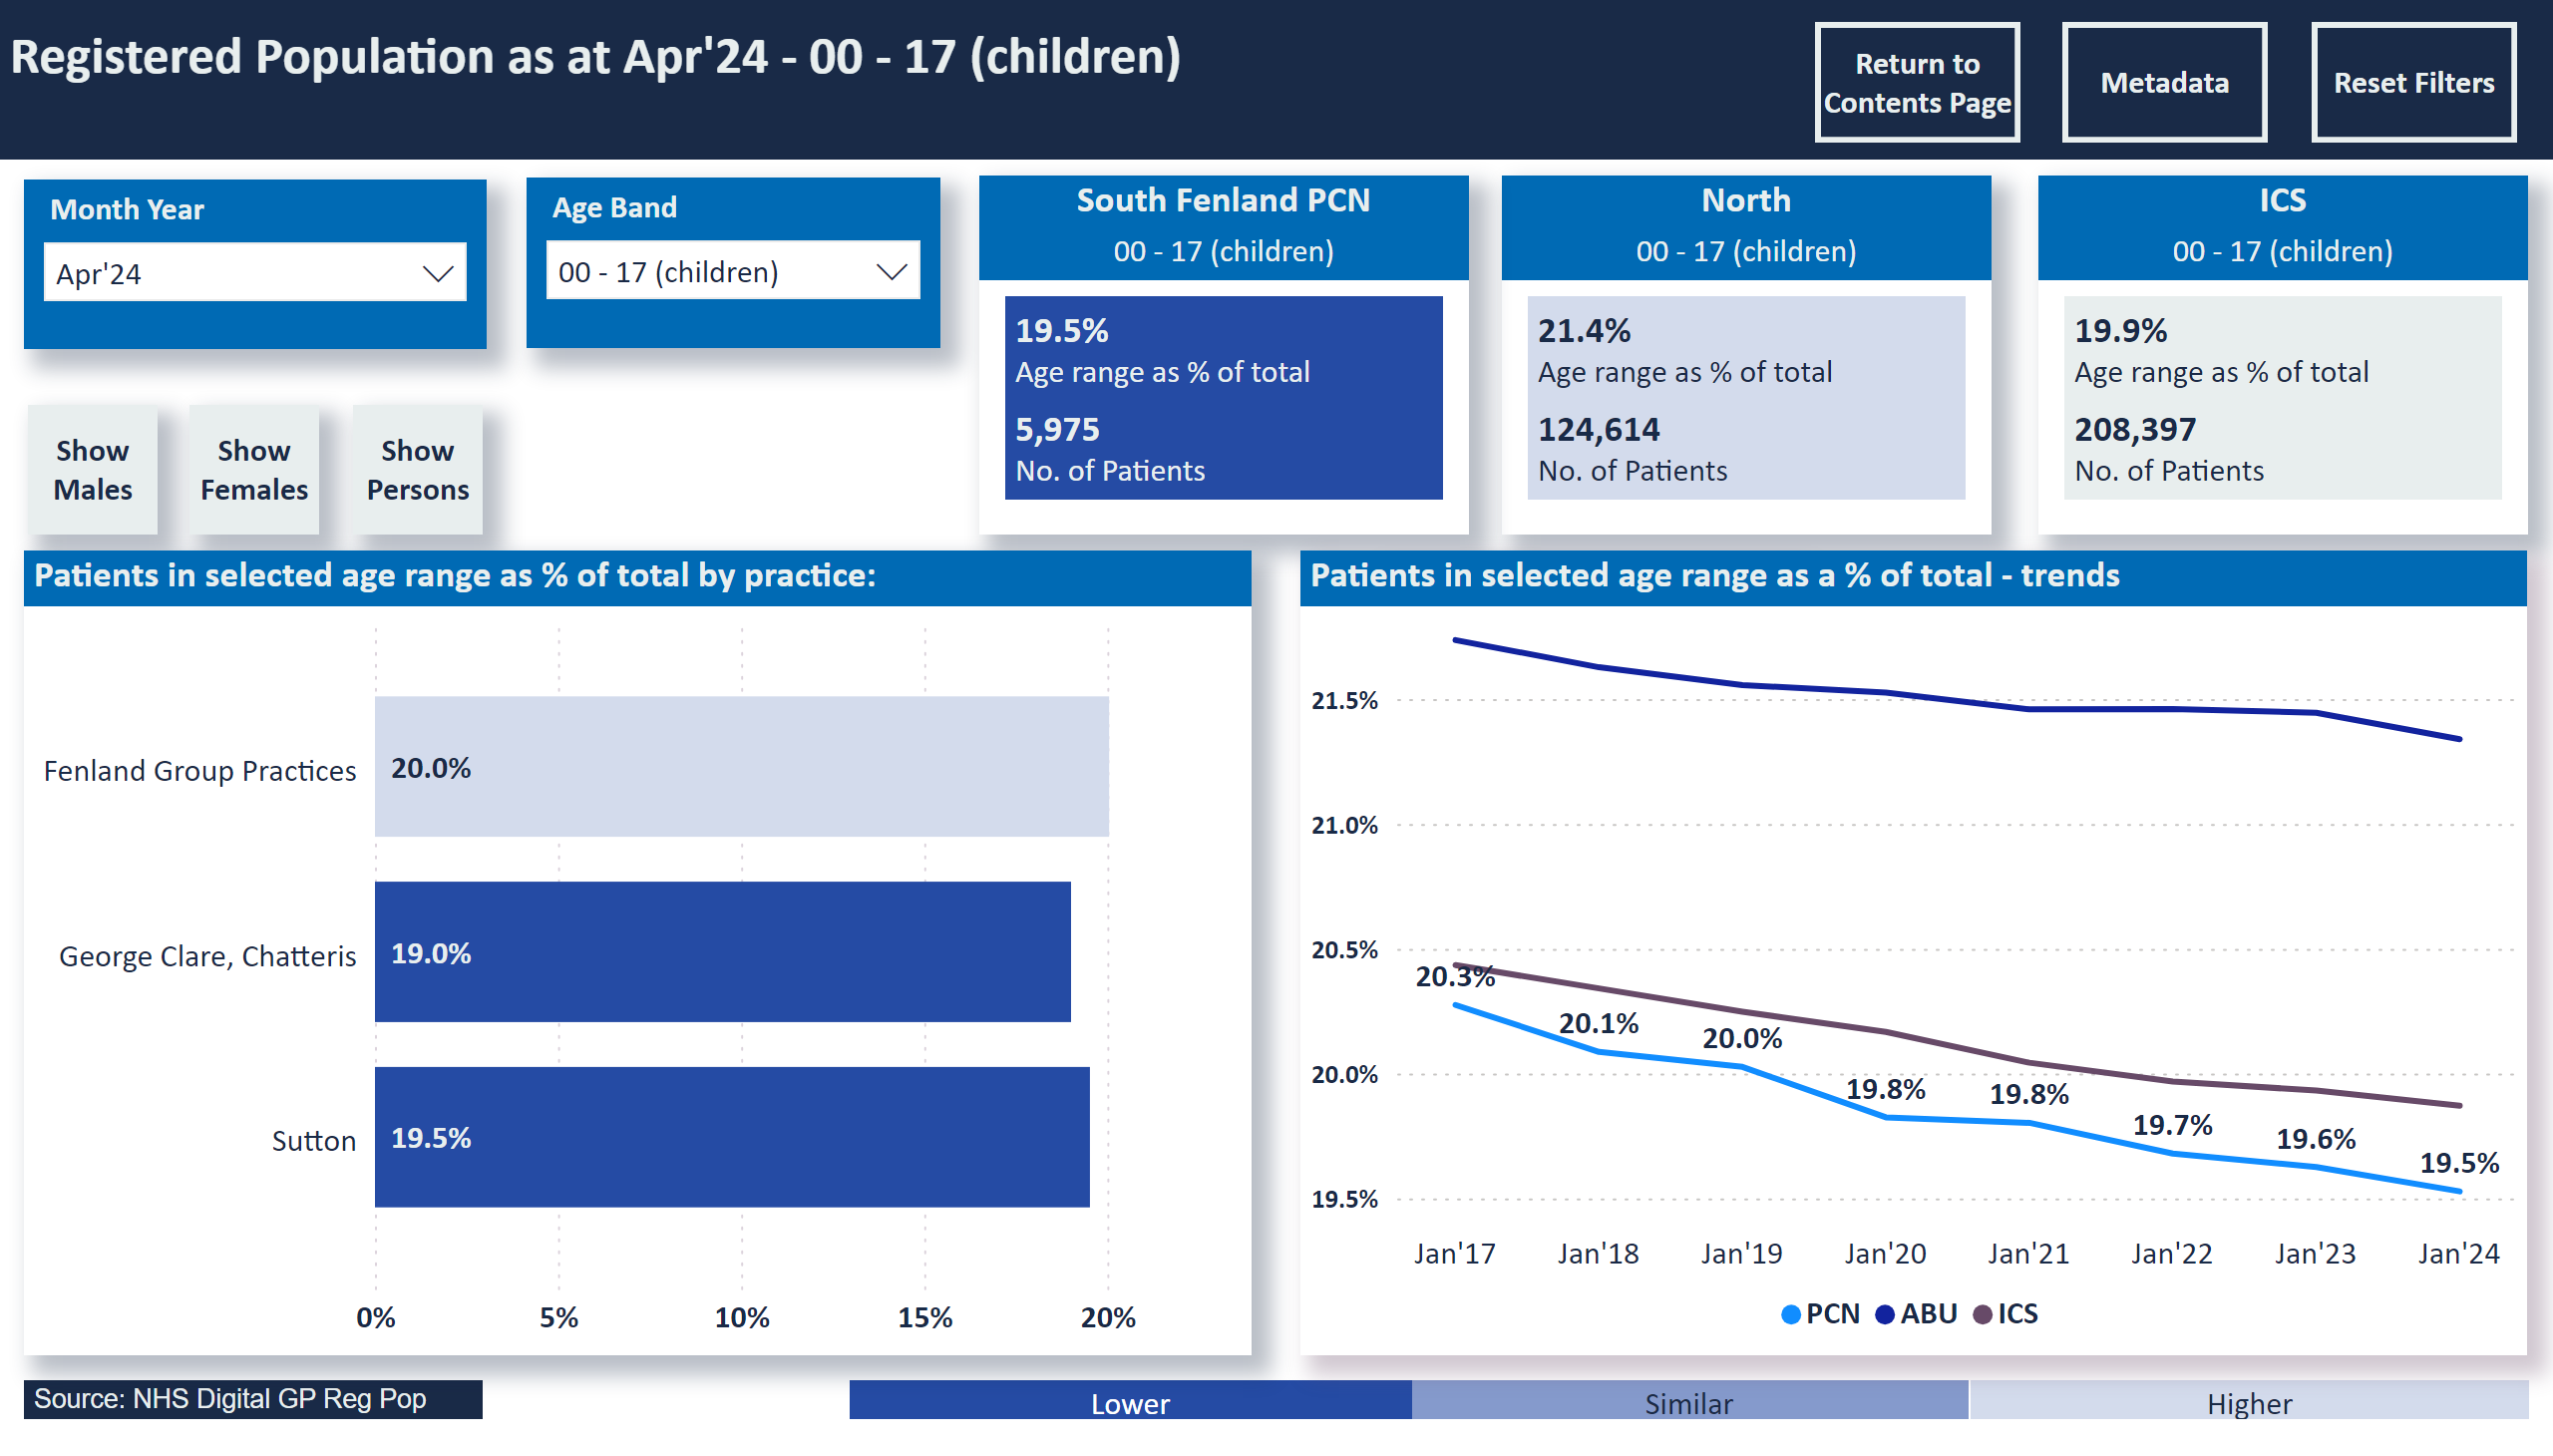 Registered Population as at Apr'24 - 00 - 17 (children)
Return to
Contents Page
Metadata
Reset Filters
Month Year
Apr'24
Age Band
00 - 17 (children)
South Fenland PCN
00 - 17 (children)
19.5%
Age range as % of total
5,975
No. of Patients
North
00 - 17 (children)
21.4%
Age range as % of total
124,614
No. of Patients
ICS
00 - 17 (children)
19.9%
Age range as % of total
208,397
No. of Patients
Show
Males
Show
Females
Show
Persons
Patients in selected age range as % of total by practice:
Fenland Group Practices
20.0%
George Clare, Chatteris
19.0%
Sutton
19.5%
0%
5%
10%
15%
20%
Patients in selected age range as a % of total - trends
21.5%
21.0%
20.5%
20.0%
19.5%
20.3%
20.1%
20.0%
19.8%
19.8%
19.7%
19.6%
19.5%
Jan'17
Jan'18
Jan'19
Jan'20
Jan'21
Jan'22
Jan'23
Jan'24
PCN
ABU
ICS
Source: NHS Digital GP Reg Pop
Lower
Similar
Higher